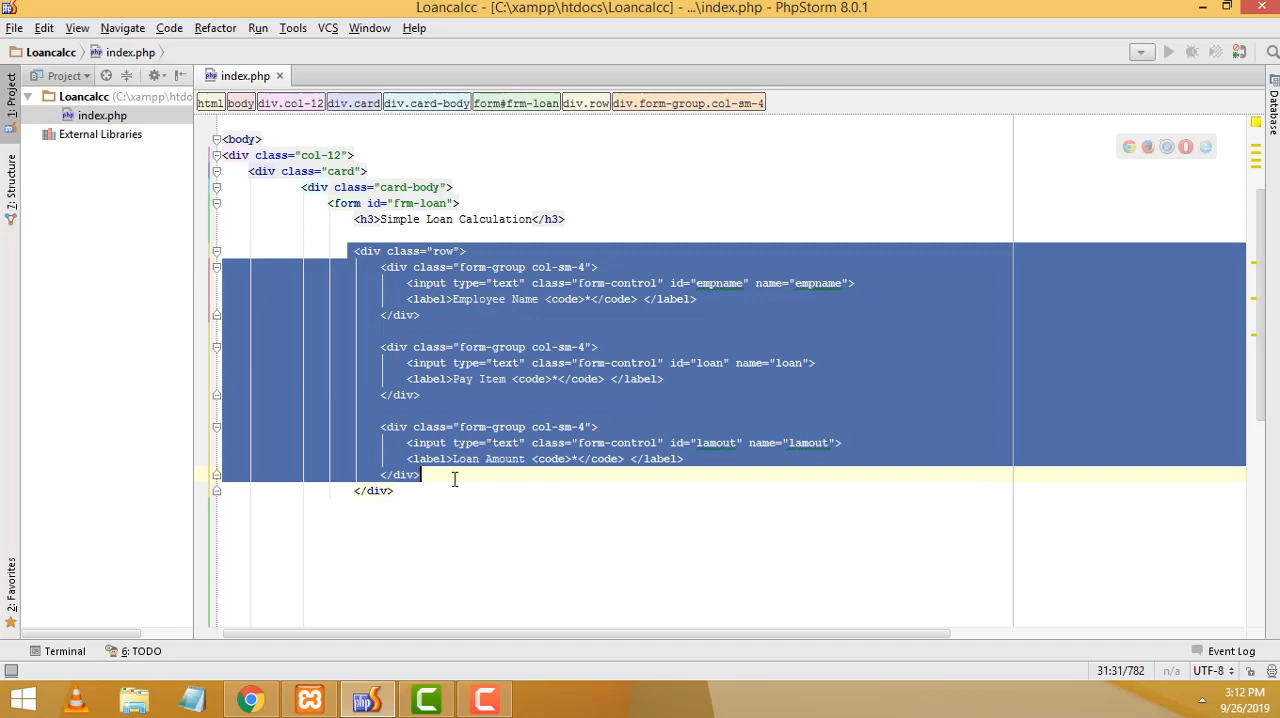 Loancalcc - [C:\xampp\htdocs\Loancalcc] - ...\index.php - PhpStorm 8.0.1
File Edit View Navigate Code Refactor Run Tools VCS Window Help
Loancalcc index.php
1: Project
Project
index.php
Loancalcc (C:\xampp\htdo
index.php
External Libraries
html body div.col-12 div.card div.card-body form#frm-loan div.row div.form-group.col-sm-4
Database
7: Structure
2: Favorites
<body>
<div class="col-12">
<div class="card">
<div class="card-body">
<form id="frm-loan">
<h3>Simple Loan Calculation</h3>
<div class="row">
<div class="form-group col-sm-4">
<input type="text" class="form-control" id="empname" name="empname">
<label>Employee Name <code>*</code> </label>
</div>
<div class="form-group col-sm-4">
<input type="text" class="form-control" id="loan" name="loan">
<label>Pay Item <code>*</code> </label>
</div>
<div class="form-group col-sm-4">
<input type="text" class="form-control" id="lamout" name="lamout">
<label>Loan Amount <code>*</code> </label>
</div>
</div>
Terminal 6: TODO Event Log
31:31/782 n/a UTF-8
3:12 PM
9/26/2019